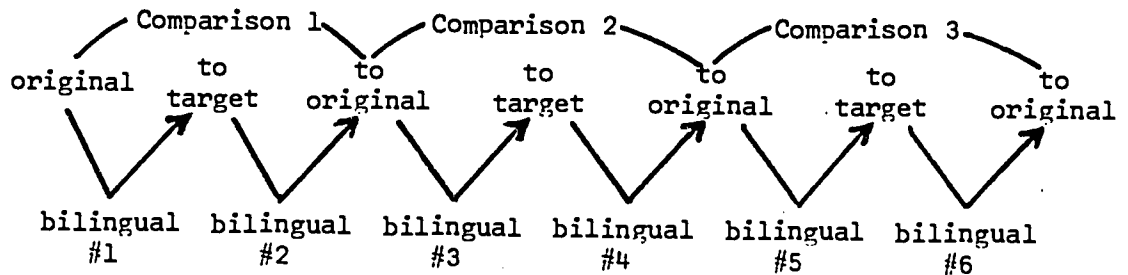 Comparison 1 Comparison 2 Comparison 3
original to target to original to target to original to target to original
bilingual bilingual bilingual bilingual bilingual bilingual
#1 #2 #3 #4 #5 #6